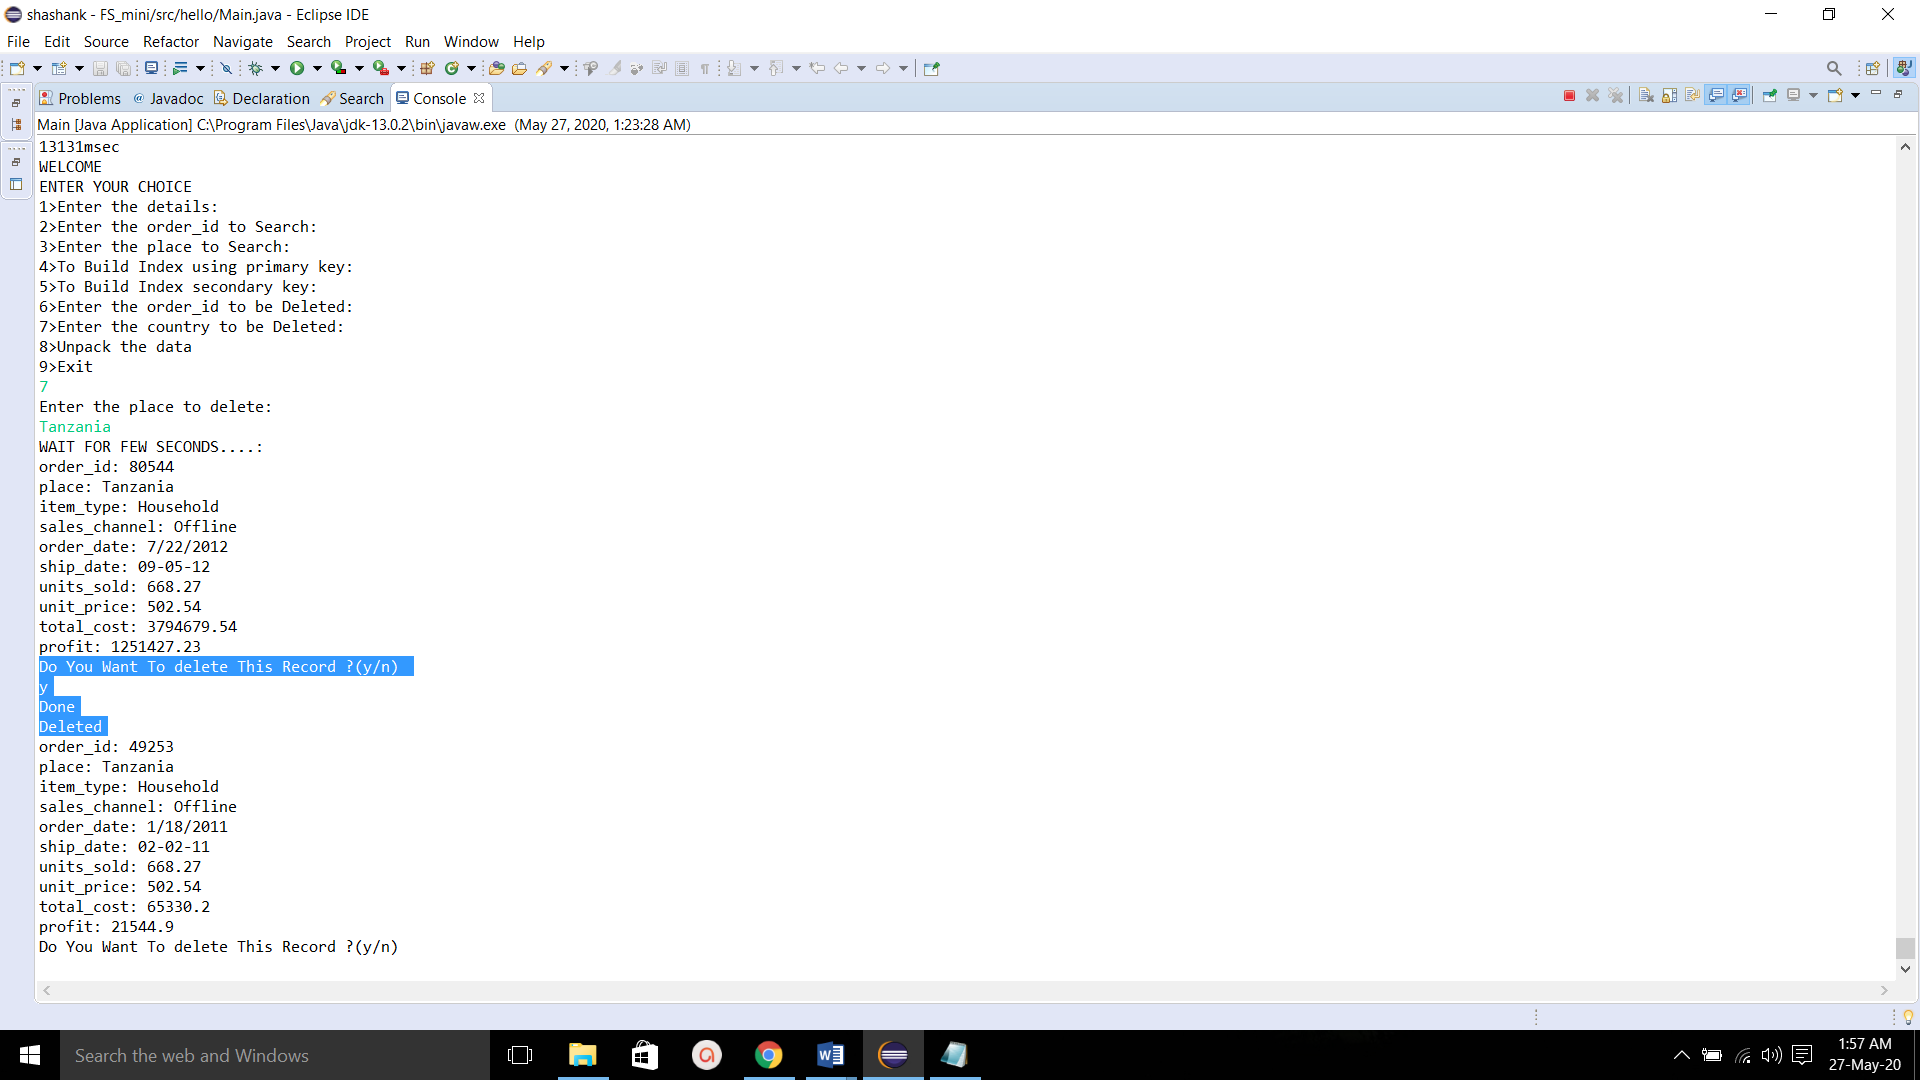 shashank - FS_mini/src/hello/Main.java - Eclipse IDE
File Edit Source Refactor Navigate Search Project Run Window Help
Problems @ Javadoc Declaration Search Console
Main [Java Application] C:\Program Files\Java\jdk-13.0.2\bin\javaw.exe (May 27, 2020, 1:23:28 AM)
13131msec
WELCOME
ENTER YOUR CHOICE
1>Enter the details:
2>Enter the order_id to Search:
3>Enter the place to Search:
4>To Build Index using primary key:
5>To Build Index secondary key:
6>Enter the order_id to be Deleted:
7>Enter the country to be Deleted:
8>Unpack the data
9>Exit
7
Enter the place to delete:
Tanzania
WAIT FOR FEW SECONDS....:
order_id: 80544
place: Tanzania
item_type: Household
sales_channel: Offline
order_date: 7/22/2012
ship_date: 09-05-12
units_sold: 668.27
unit_price: 502.54
total_cost: 3794679.54
profit: 1251427.23
Do You Want To delete This Record ?(y/n)
y
Done
Deleted
order_id: 49253
place: Tanzania
item_type: Household
sales_channel: Offline
order_date: 1/18/2011
ship_date: 02-02-11
units_sold: 668.27
unit_price: 502.54
total_cost: 65330.2
profit: 21544.9
Do You Want To delete This Record ?(y/n)
Search the web and Windows
1:57 AM
27-May-20